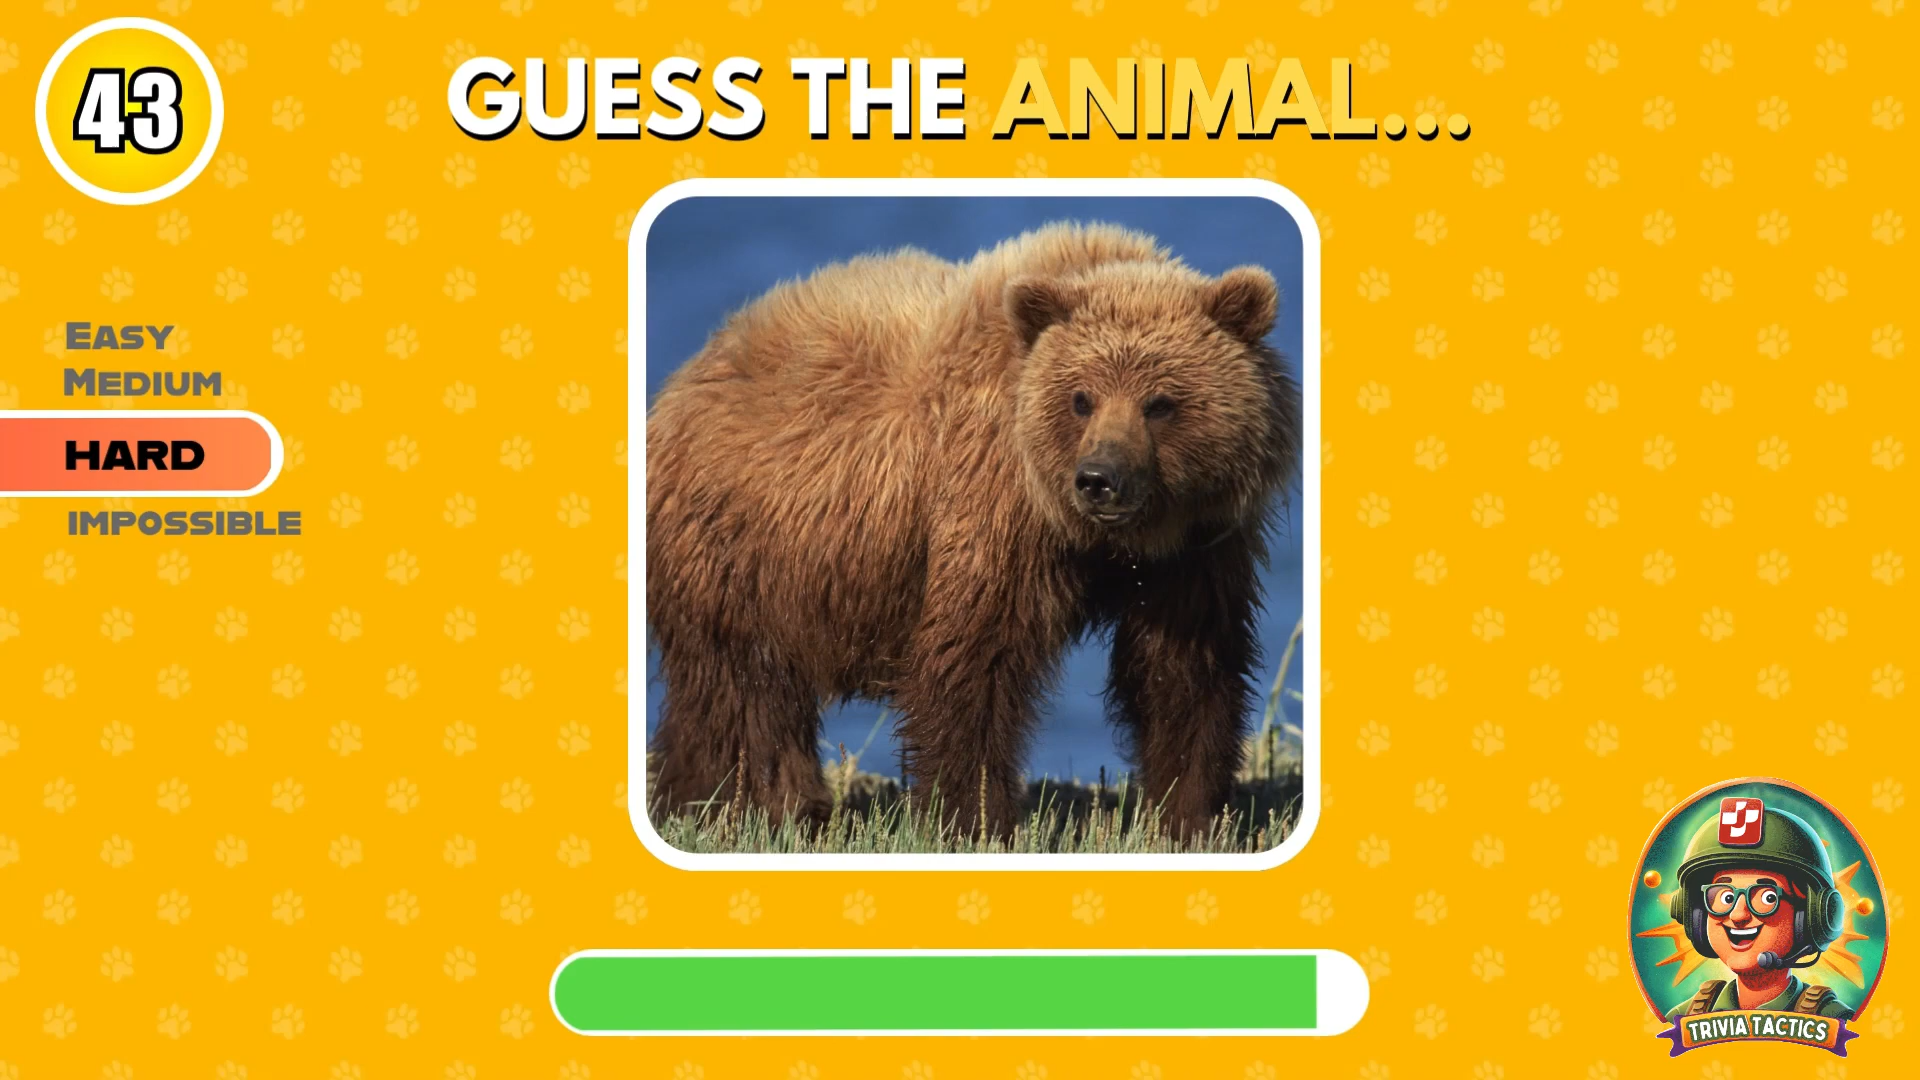 43
GUESS THE ANIMAL...
EASY
MEDIUM
HARD
IMPOSSIBLE
TRIVIA TACTICS